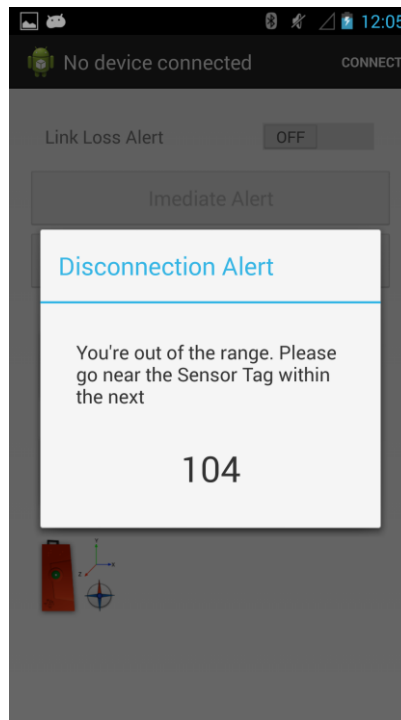 12:05
No device connected CONNECT
Link Loss Alert OFF
Imediate Alert
Disconnection Alert
You're out of the range. Please
go near the Sensor Tag within
the next
104
Y
X
Z